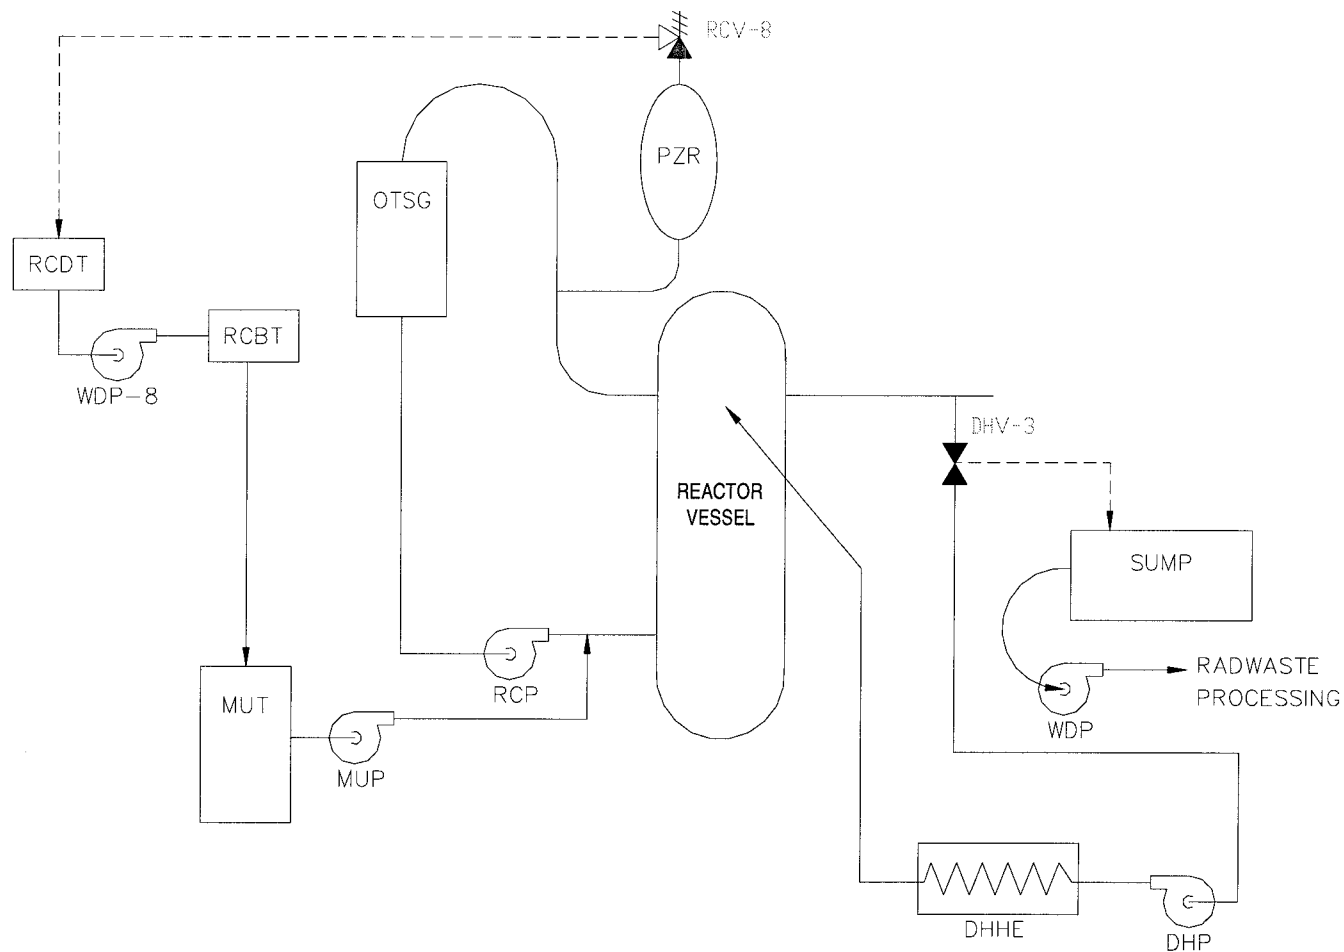 RCV-8
PZR
OTSG
RCDT
RCBT
WDP-8
DHV-3
REACTOR
VESSEL
SUMP
RADWASTE
PROCESSING
RCP
WDP
MUT
MUP
DHHE
DHP